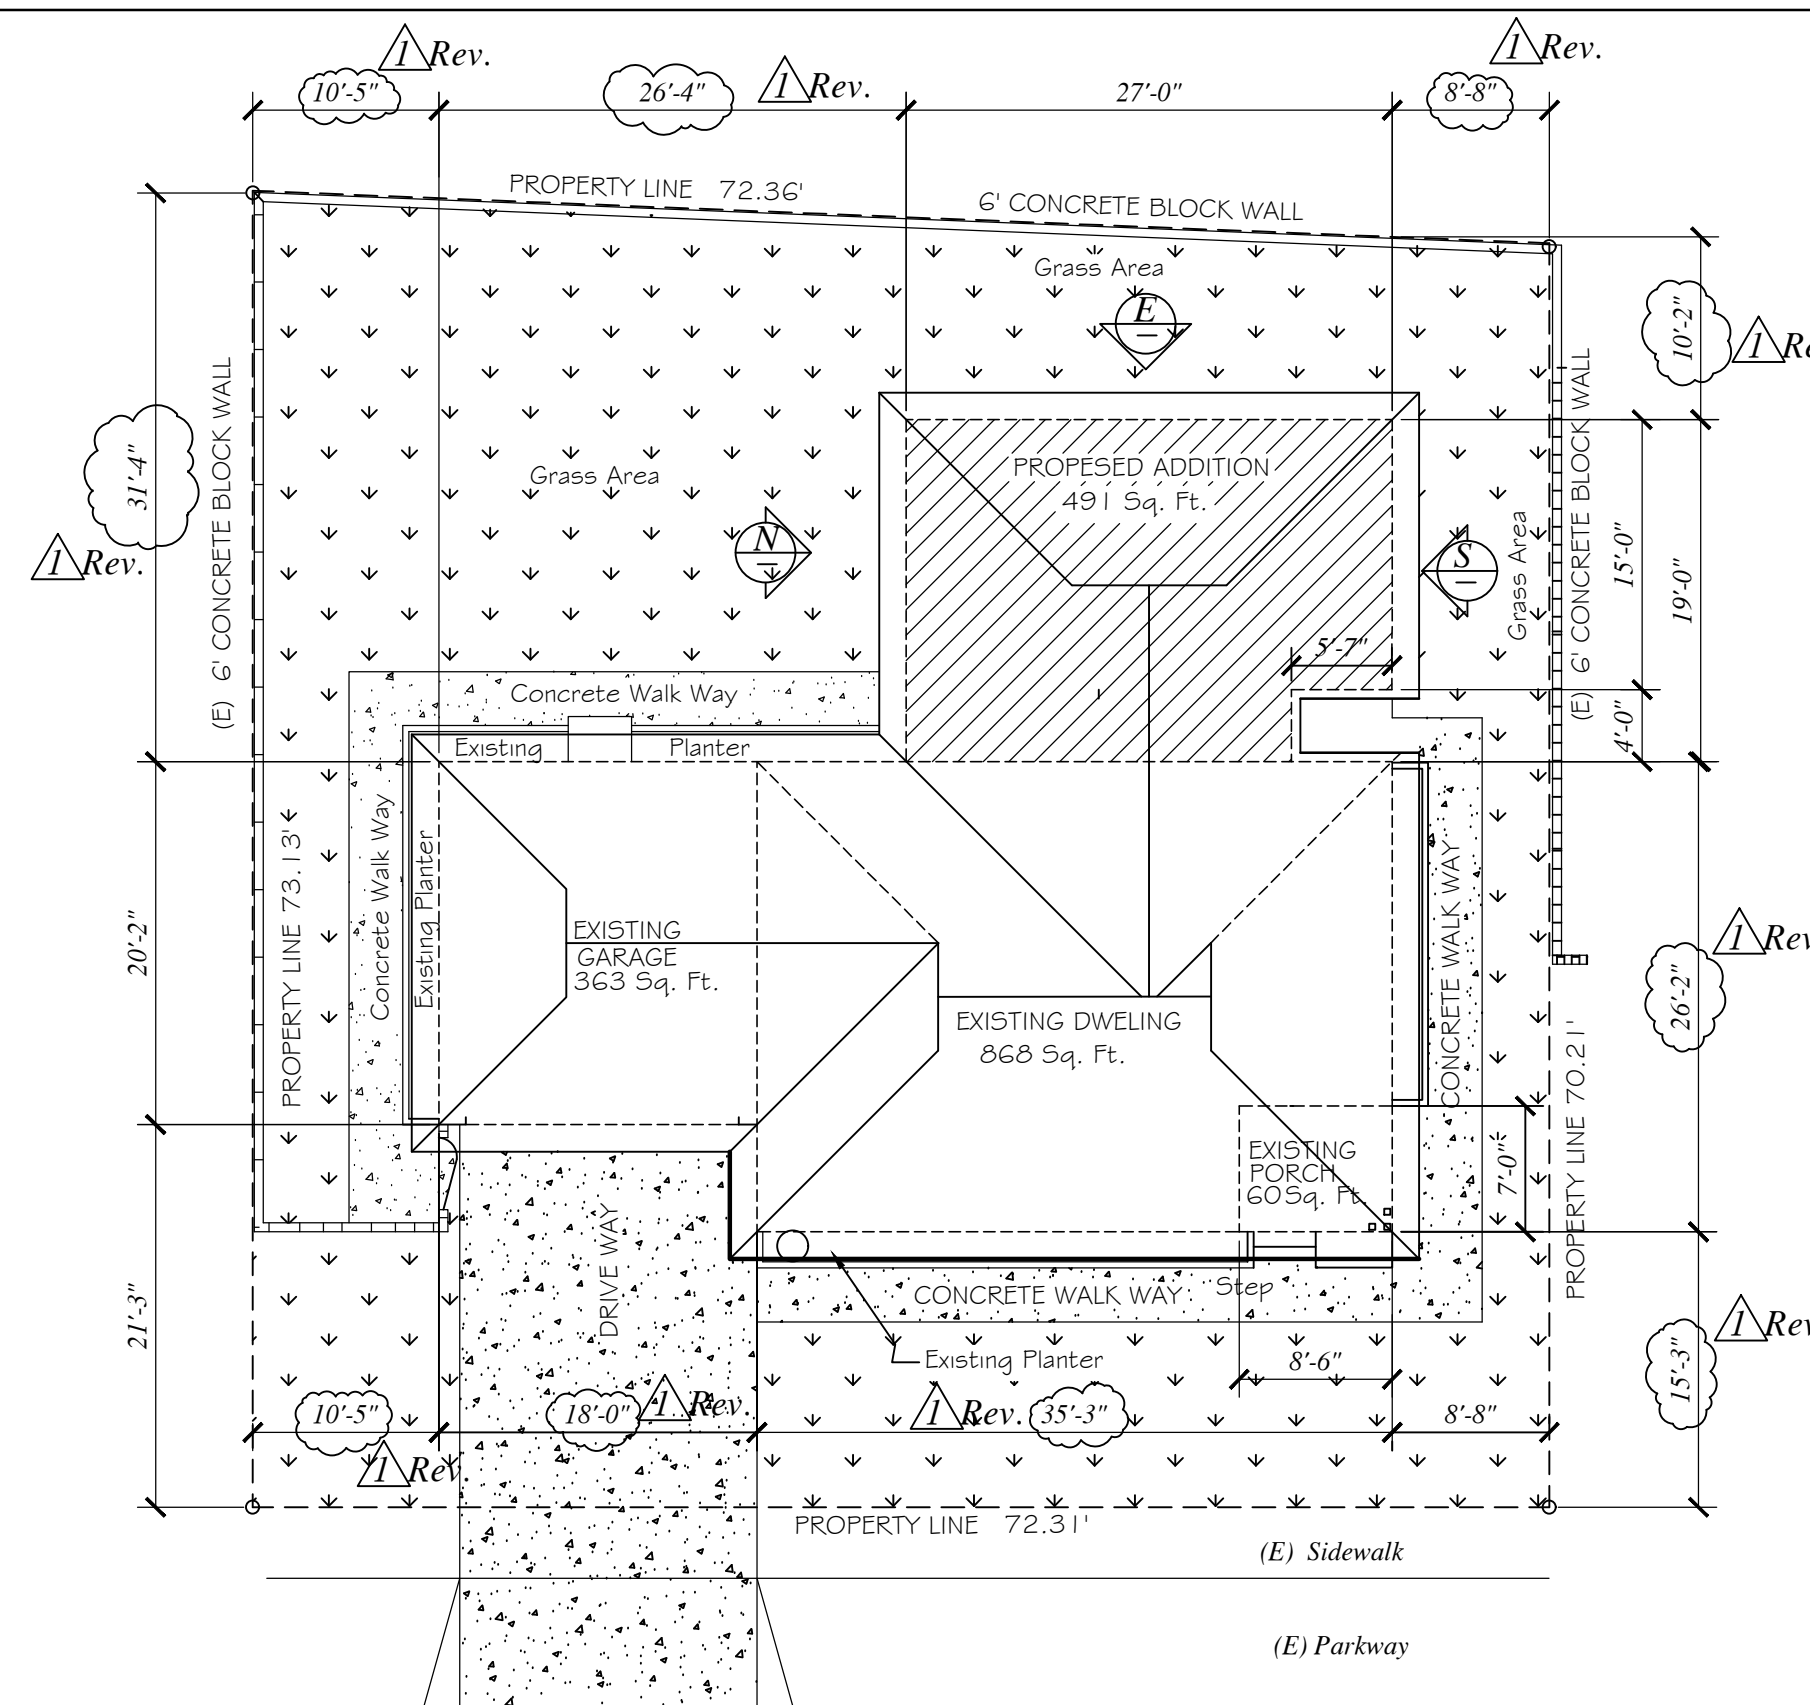 1 Rev.
1 Rev.
1 Rev.
10'-5"
26'-4"
27'-0"
8'-8"
PROPERTY LINE 72.36'
6' CONCRETE BLOCK WALL
Grass Area
E
10'-2"
1 Re
(E) 6' CONCRETE BLOCK WALL
(E) 6' CONCRETE BLOCK WALL
31'-4"
1 Rev.
Grass Area
PROPESED ADDITION
491 Sq. Ft.
N
S
Grass Area
15'-0"
19'-0"
5'-7"
4'-0"
Concrete Walk Way
Existing Planter
Concrete Walk Way
Existing Planter
PROPERTY LINE 73.13'
20'-2"
EXISTING
GARAGE
363 Sq. Ft.
EXISTING DWELING
868 Sq. Ft.
CONCRETE WALK WAY
1 Rev
26'-2"
PROPERTY LINE 70.21'
EXISTING
PORCH
60 Sq. Ft.
7'-0"
DRIVE WAY
21'-3"
CONCRETE WALK WAY
Step
Existing Planter
8'-6"
1 Rev
15'-3"
10'-5"
18'-0"
1 Rev.
1 Rev.
35'-3"
8'-8"
1 Rev.
PROPERTY LINE 72.31'
(E) Sidewalk
(E) Parkway